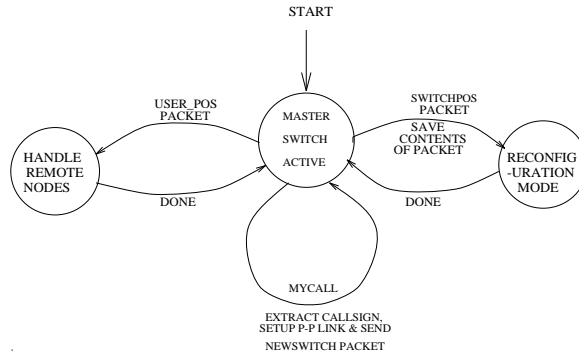 START
USER_POS
PACKET
MASTER
SWITCH
ACTIVE
SWITCHPOS
PACKET
SAVE
CONTENTS
OF PACKET
HANDLE
REMOTE
NODES
RECONFIG
-URATION
MODE
DONE
DONE
MYCALL
EXTRACT CALLSIGN,
SETUP P-P LINK & SEND
NEWSWITCH PACKET